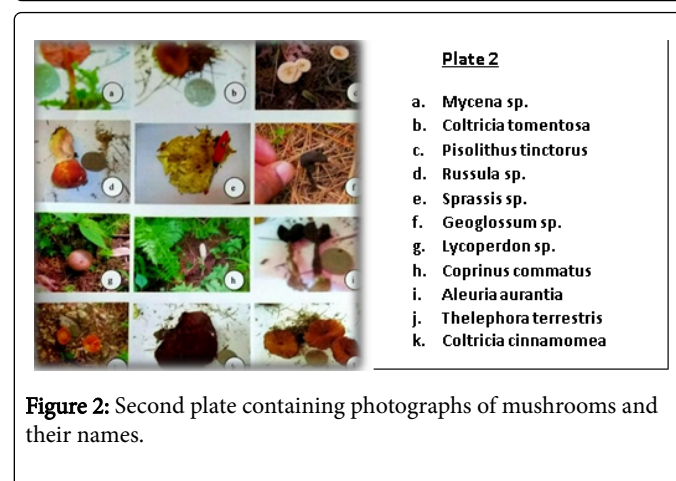 a
b
c
d
e
f
g
h
i
Plate 2
a. Mycena sp.
b. Coltricia tomentosa
c. Pisolithus tinctorus
d. Russula sp.
e. Sprassis sp.
f. Geoglossum sp.
g. Lycoperdon sp.
h. Coprinus commatus
i. Aleuria aurantia
j. Thelephora terrestris
k. Coltricia cinnamomea
Figure 2: Second plate containing photographs of mushrooms and
their names.